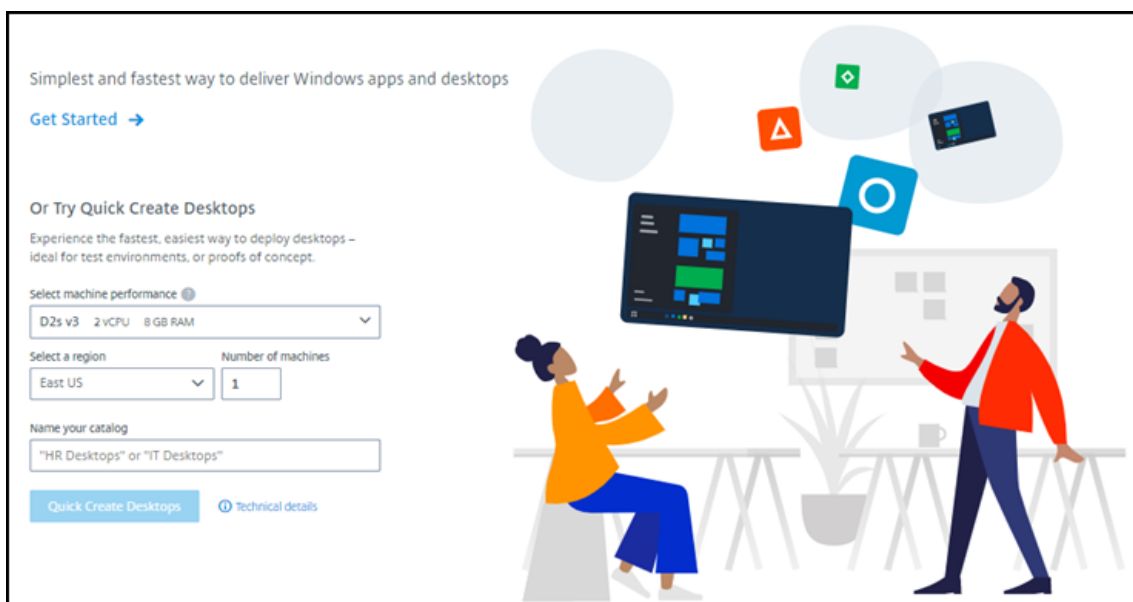 Simplest and fastest way to deliver Windows apps and desktops
Get Started →
Or Try Quick Create Desktops
Experience the fastest, easiest way to deploy desktops –
ideal for test environments, or proofs of concept.
Select machine performance ?
D2s v3 2 vCPU 8 GB RAM
Select a region Number of machines
East US 1
Name your catalog
"HR Desktops" or "IT Desktops"
Quick Create Desktops Technical details